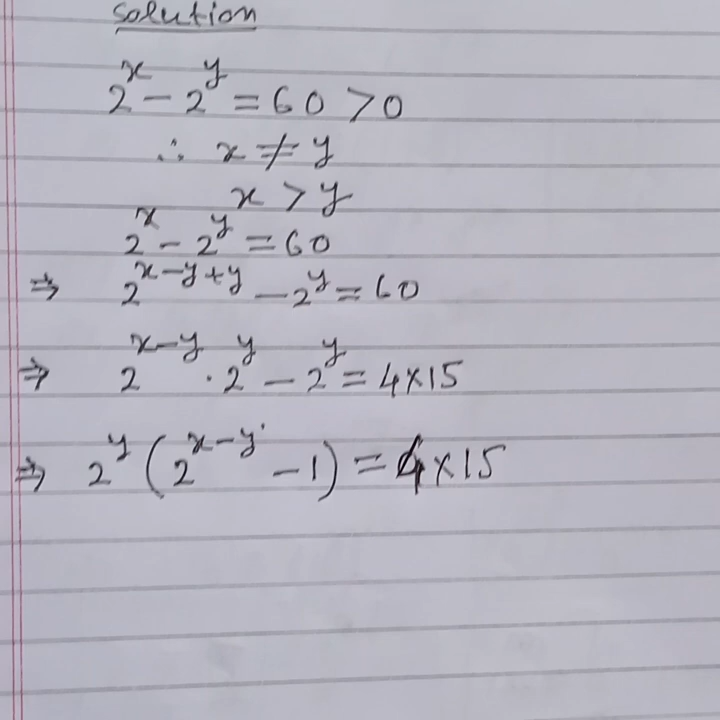 solution
2^x - 2^y = 60 > 0
∴ x ≠ y
x > y
2^x - 2^y = 60
⇒ 2^{x-y+y} - 2^y = 60
⇒ 2^{x-y} · 2^y - 2^y = 4×15
⇒ 2^y (2^{x-y} - 1) = 4×15